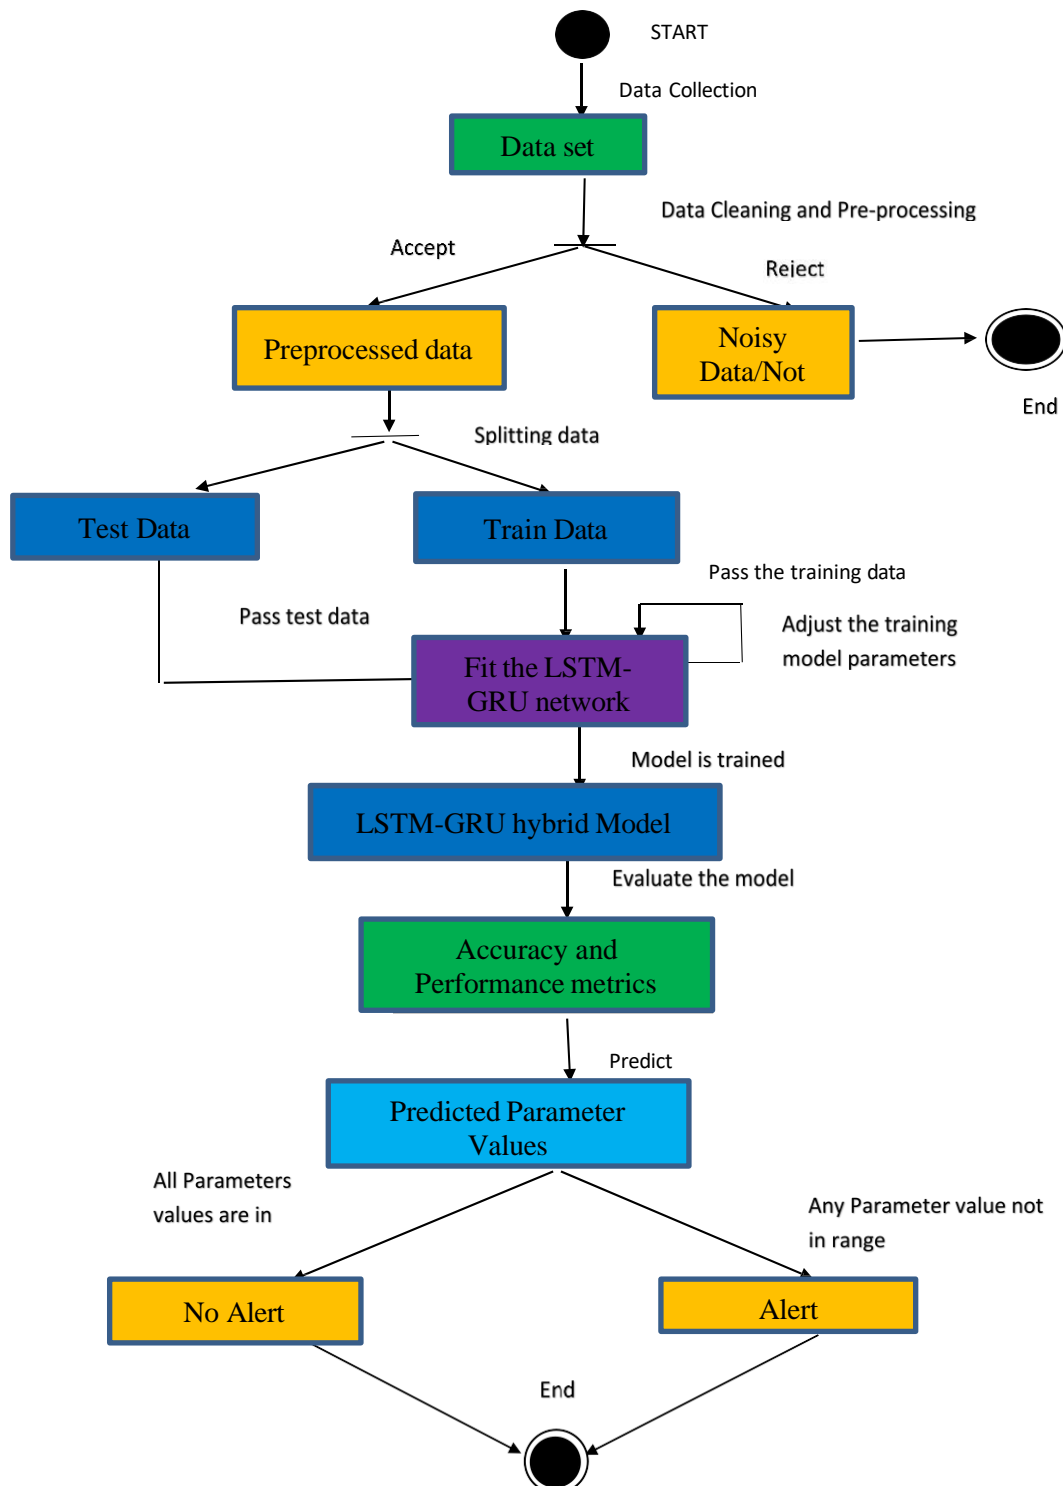 START
Data Collection
Data set
Data Cleaning and Pre-processing
Accept
Reject
Preprocessed data
Noisy
Data/Not
End
Splitting data
Test Data
Train Data
Pass the training data
Pass test data
Adjust the training
model parameters
Fit the LSTM-
GRU network
Model is trained
LSTM-GRU hybrid Model
Evaluate the model
Accuracy and
Performance metrics
Predict
Predicted Parameter
Values
All Parameters
values are in
Any Parameter value not
in range
No Alert
Alert
End